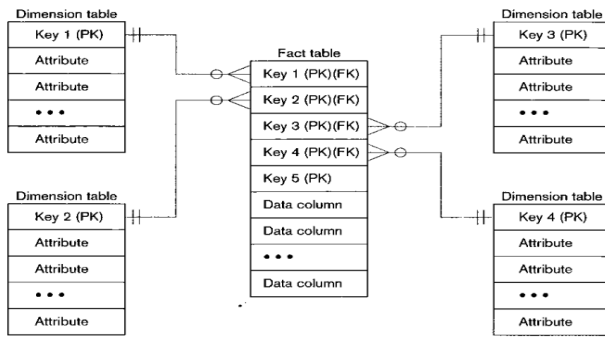 Dimension table
Key 1 (PK)
Attribute
Attribute
•••
Attribute
Dimension table
Key 2 (PK)
Attribute
Attribute
•••
Attribute
Fact table
Key 1 (PK)(FK)
Key 2 (PK)(FK)
Key 3 (PK)(FK)
Key 4 (PK)(FK)
Key 5 (PK)
Data column
Data column
•••
Data column
Dimension table
Key 3 (PK)
Attribute
Attribute
•••
Attribute
Dimension table
Key 4 (PK)
Attribute
Attribute
•••
Attribute